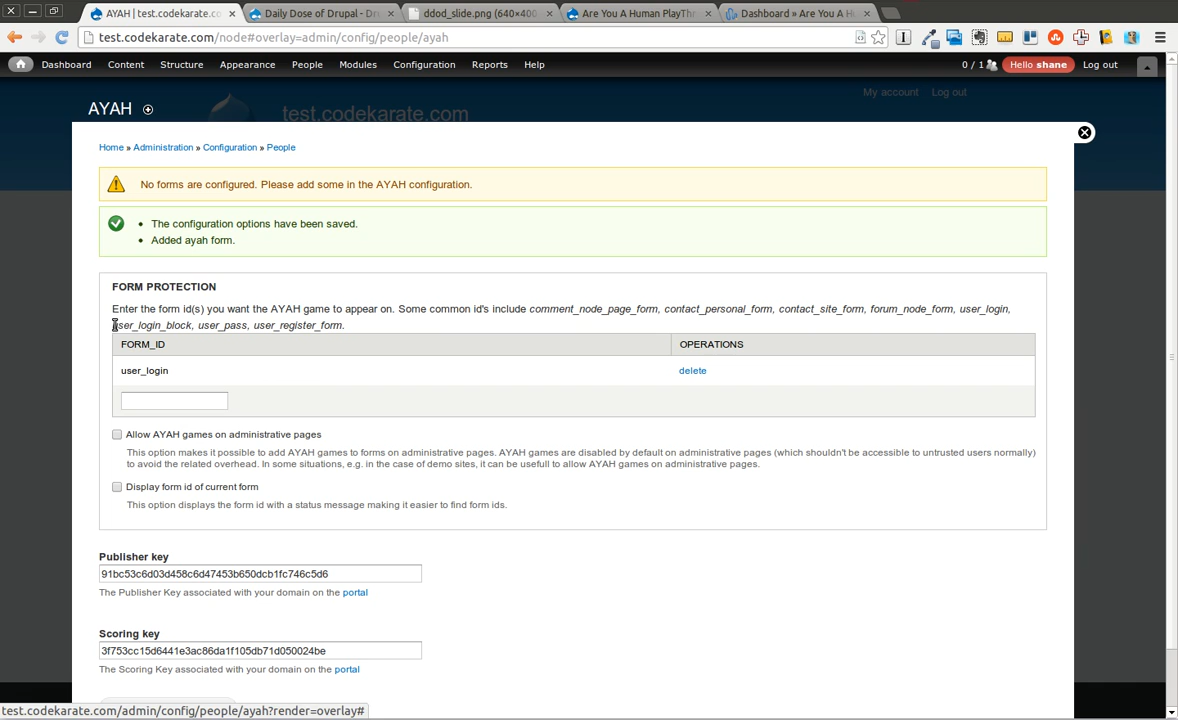 AYAH | test.codekarate.co
Daily Dose of Drupal - Dr
ddod_slide.png (640×400
Are You A Human PlayThr
Dashboard » Are You A H
test.codekarate.com/node#overlay=admin/config/people/ayah
Dashboard Content Structure Appearance People Modules Configuration Reports Help 0 / 1 Hello shane Log out
My account Log out
AYAH
test.codekarate.com
Home » Administration » Configuration » People
No forms are configured. Please add some in the AYAH configuration.
The configuration options have been saved.
Added ayah form.
FORM PROTECTION
Enter the form id(s) you want the AYAH game to appear on. Some common id's include comment_node_page_form, contact_personal_form, contact_site_form, forum_node_form, user_login,
user_login_block, user_pass, user_register_form.
FORM_ID OPERATIONS
user_login delete
Allow AYAH games on administrative pages
This option makes it possible to add AYAH games to forms on administrative pages. AYAH games are disabled by default on administrative pages (which shouldn't be accessible to untrusted users normally)
to avoid the related overhead. In some situations, e.g. in the case of demo sites, it can be usefull to allow AYAH games on administrative pages.
Display form id of current form
This option displays the form id with a status message making it easier to find form ids.
Publisher key
91bc53c6d03d458c6d47453b650dcb1fc746c5d6
The Publisher Key associated with your domain on the portal
Scoring key
3f753cc15d6441e3ac86da1f105db71d050024be
The Scoring Key associated with your domain on the portal
test.codekarate.com/admin/config/people/ayah?render=overlay#